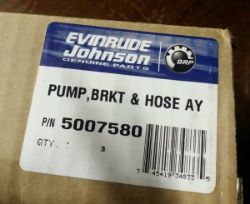 EVINRUDE
Johnson
GENUINE PARTS
BRP
PUMP,BRKT & HOSE AY
P/N 5007580
QTY.